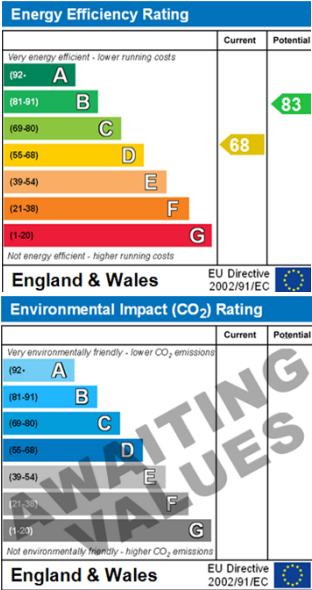 Energy Efficiency Rating
Current Potential
Very energy efficient - lower running costs
(92+ A
(81-91) B
83
(69-80) C
(55-68) D
68
(39-54) E
(21-38) F
(1-20) G
Not energy efficient - higher running costs
England & Wales
EU Directive
2002/91/EC
Environmental Impact (CO2) Rating
Current Potential
Very environmentally friendly - lower CO2 emissions
(92+ A
(81-91) B
(69-80) C
(55-68) D
(39-54) E
(21-38) F
(1-20) G
AWAITING
VALUES
Not environmentally friendly - higher CO2 emissions
England & Wales
EU Directive
2002/91/EC